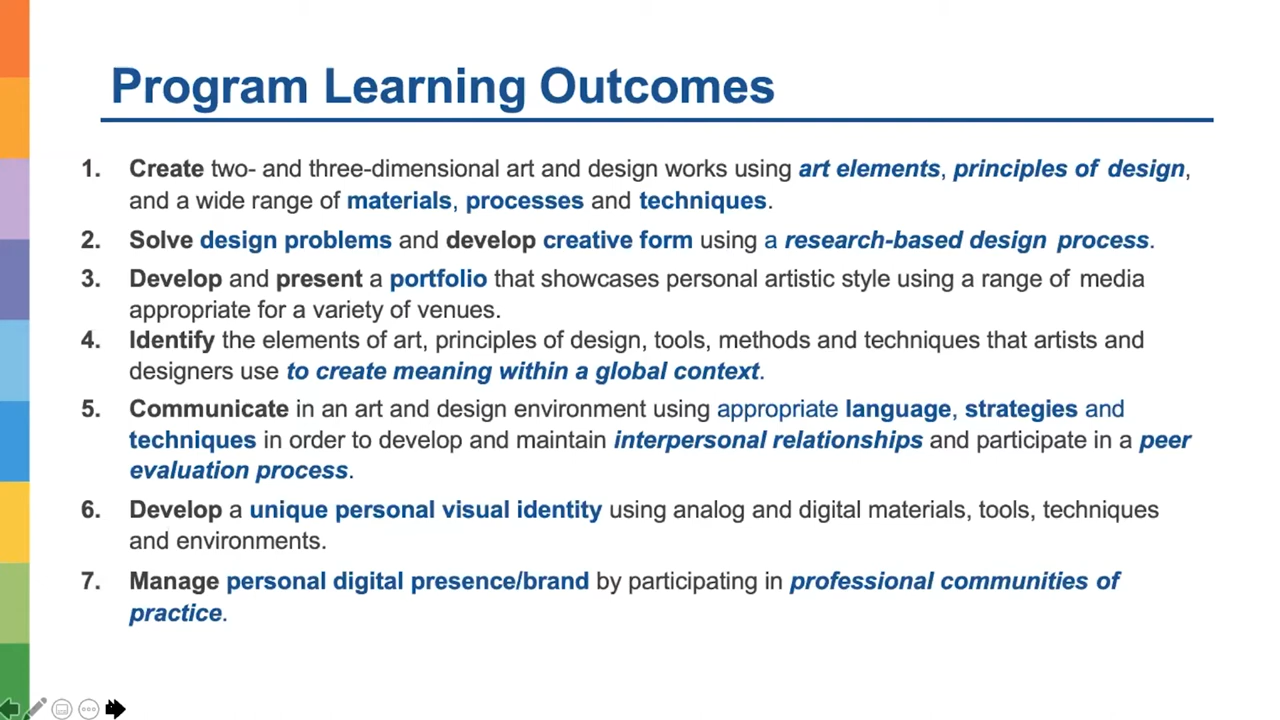 Program Learning Outcomes
1. Create two- and three-dimensional art and design works using art elements, principles of design,
and a wide range of materials, processes and techniques.
2. Solve design problems and develop creative form using a research-based design process.
3. Develop and present a portfolio that showcases personal artistic style using a range of media
appropriate for a variety of venues.
4. Identify the elements of art, principles of design, tools, methods and techniques that artists and
designers use to create meaning within a global context.
5. Communicate in an art and design environment using appropriate language, strategies and
techniques in order to develop and maintain interpersonal relationships and participate in a peer
evaluation process.
6. Develop a unique personal visual identity using analog and digital materials, tools, techniques
and environments.
7. Manage personal digital presence/brand by participating in professional communities of
practice.